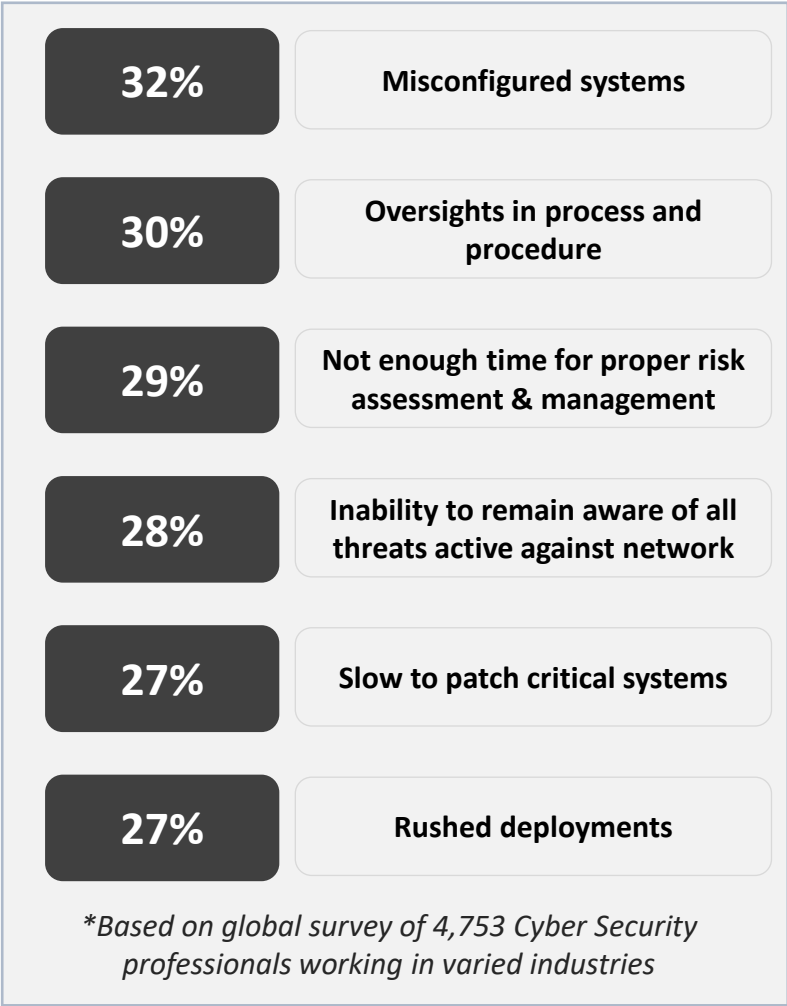 32%
Misconfigured systems
30%
Oversights in process and
procedure
29%
Not enough time for proper risk
assessment & management
28%
Inability to remain aware of all
threats active against network
27%
Slow to patch critical systems
27%
Rushed deployments
*Based on global survey of 4,753 Cyber Security
professionals working in varied industries